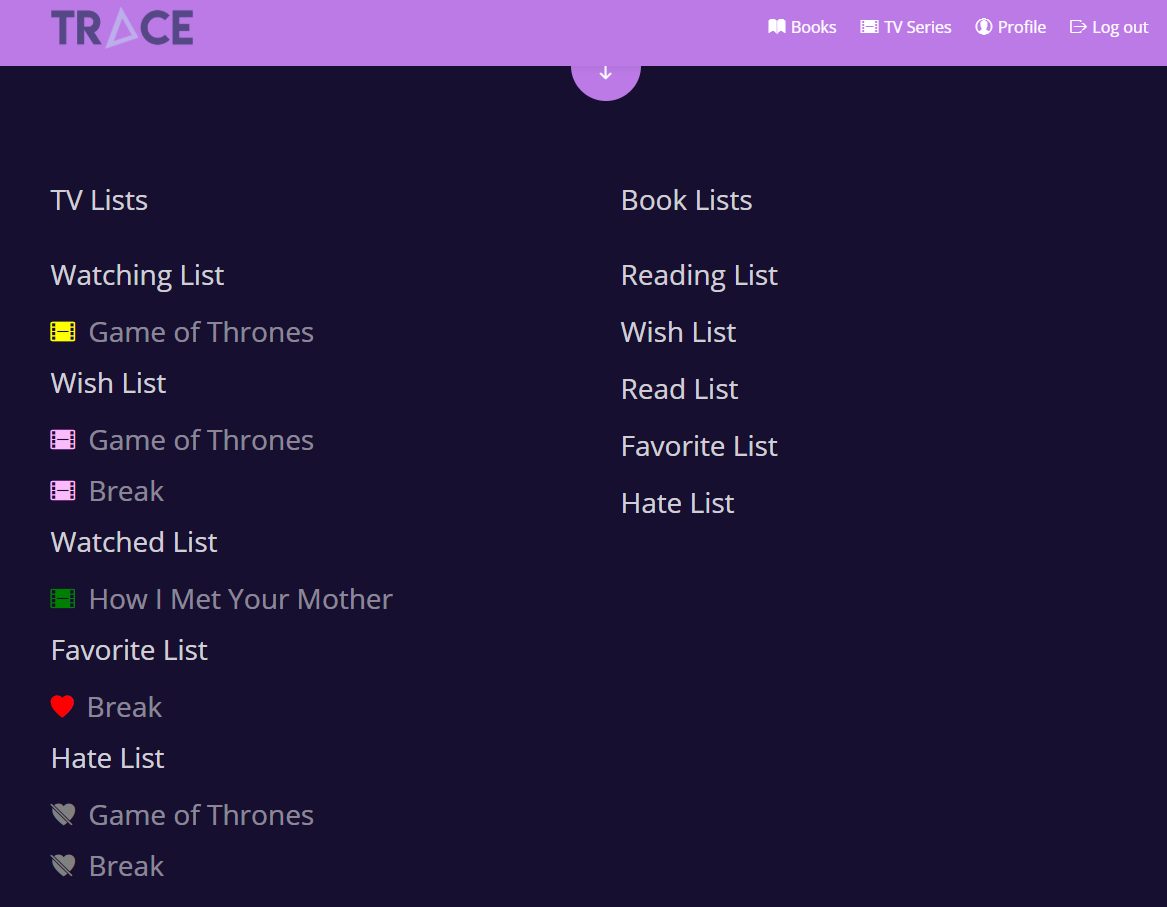 TRACE
Books TV Series Profile Log out
TV Lists
Watching List
Game of Thrones
Wish List
Game of Thrones
Break
Watched List
How I Met Your Mother
Favorite List
Break
Hate List
Game of Thrones
Break
Book Lists
Reading List
Wish List
Read List
Favorite List
Hate List